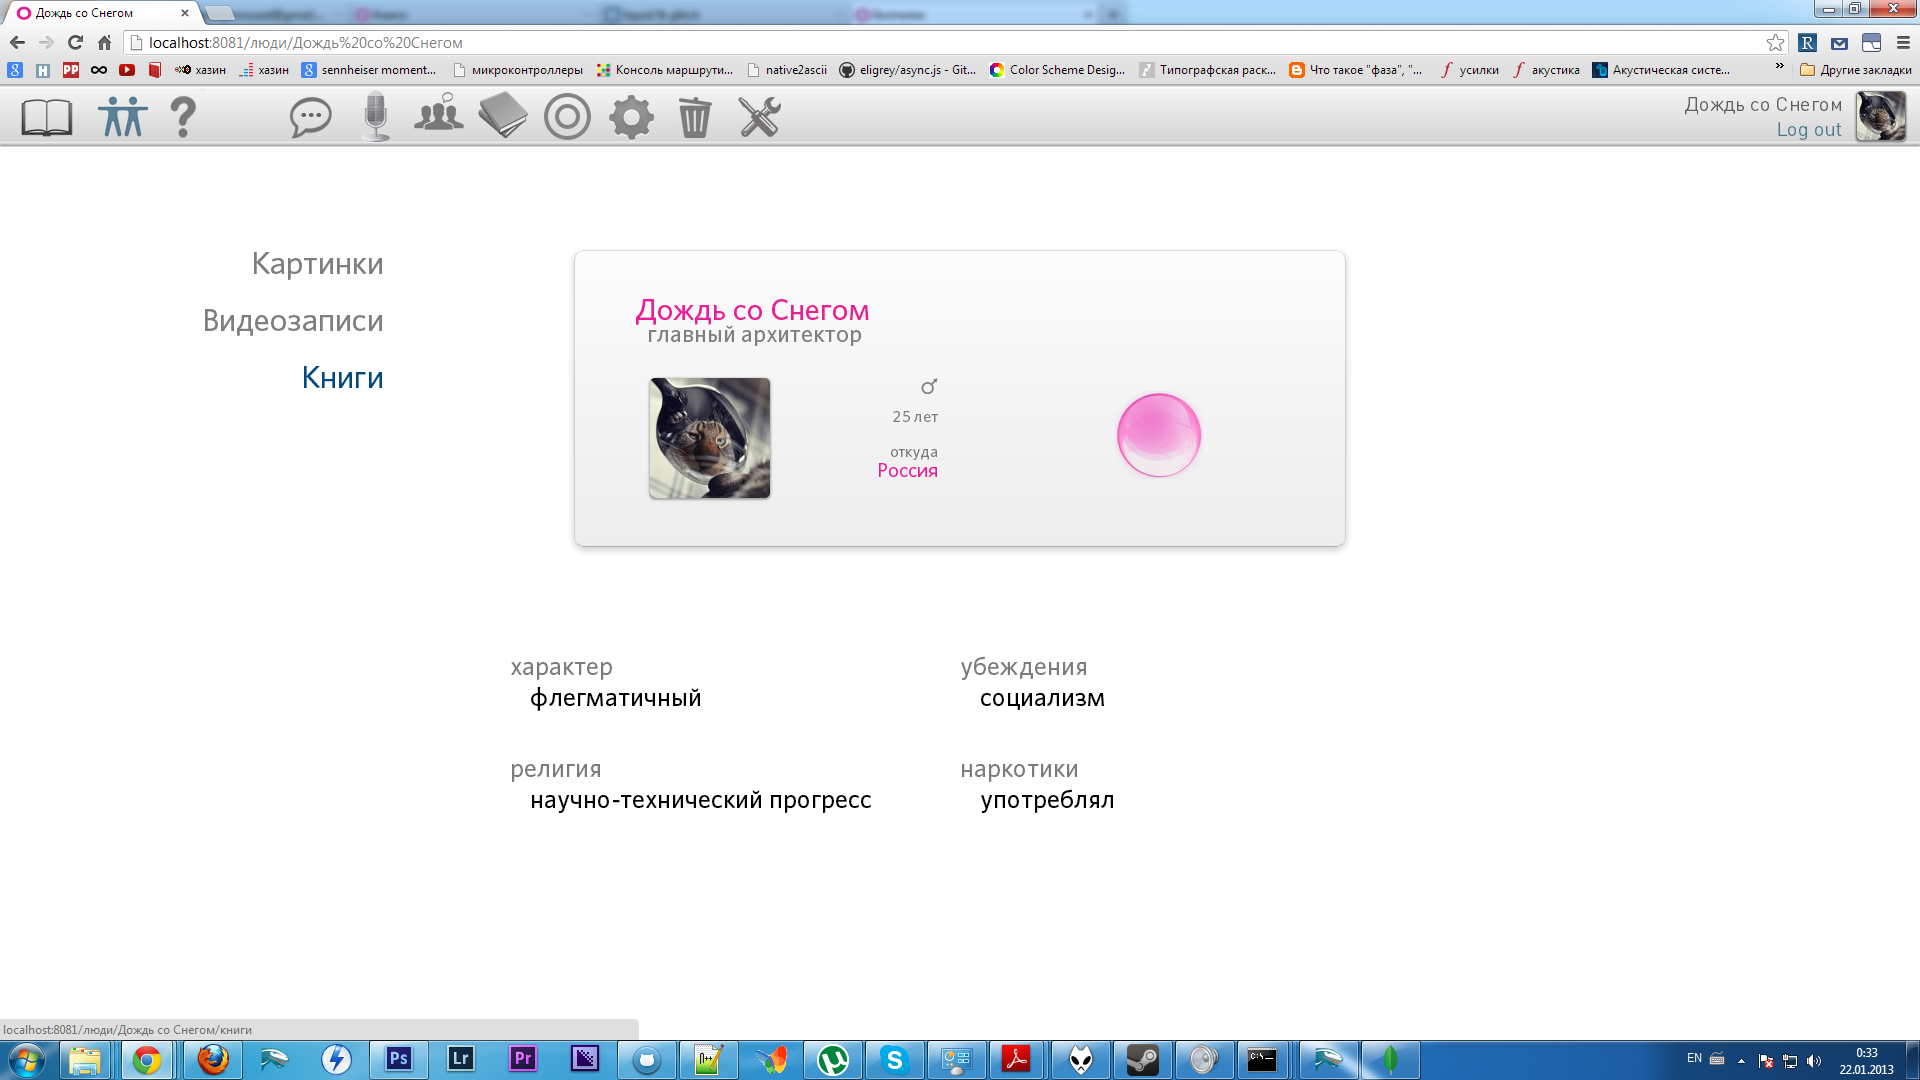 Дождь со Снегом
localhost:8081/люди/Дождь%20со%20Снегом
хазин
хазин
sennheiser moment...
микроконтроллеры
Консоль маршрути...
native2ascii
eligrey/async.js - Git...
Color Scheme Desig...
Типографская раск...
Что такое "фаза", "...
усилки
акустика
Акустическая систе...
»
Другие закладки
Дождь со Снегом
Log out
Картинки
Видеозаписи
Книги
Дождь со Снегом
главный архитектор
25 лет
откуда
Россия
характер
флегматичный
убеждения
социализм
религия
научно-технический прогресс
наркотики
употреблял
localhost:8081/люди/Дождь со Снегом/книги
Ps
Lr
Pr
EN
0:33
22.01.2013